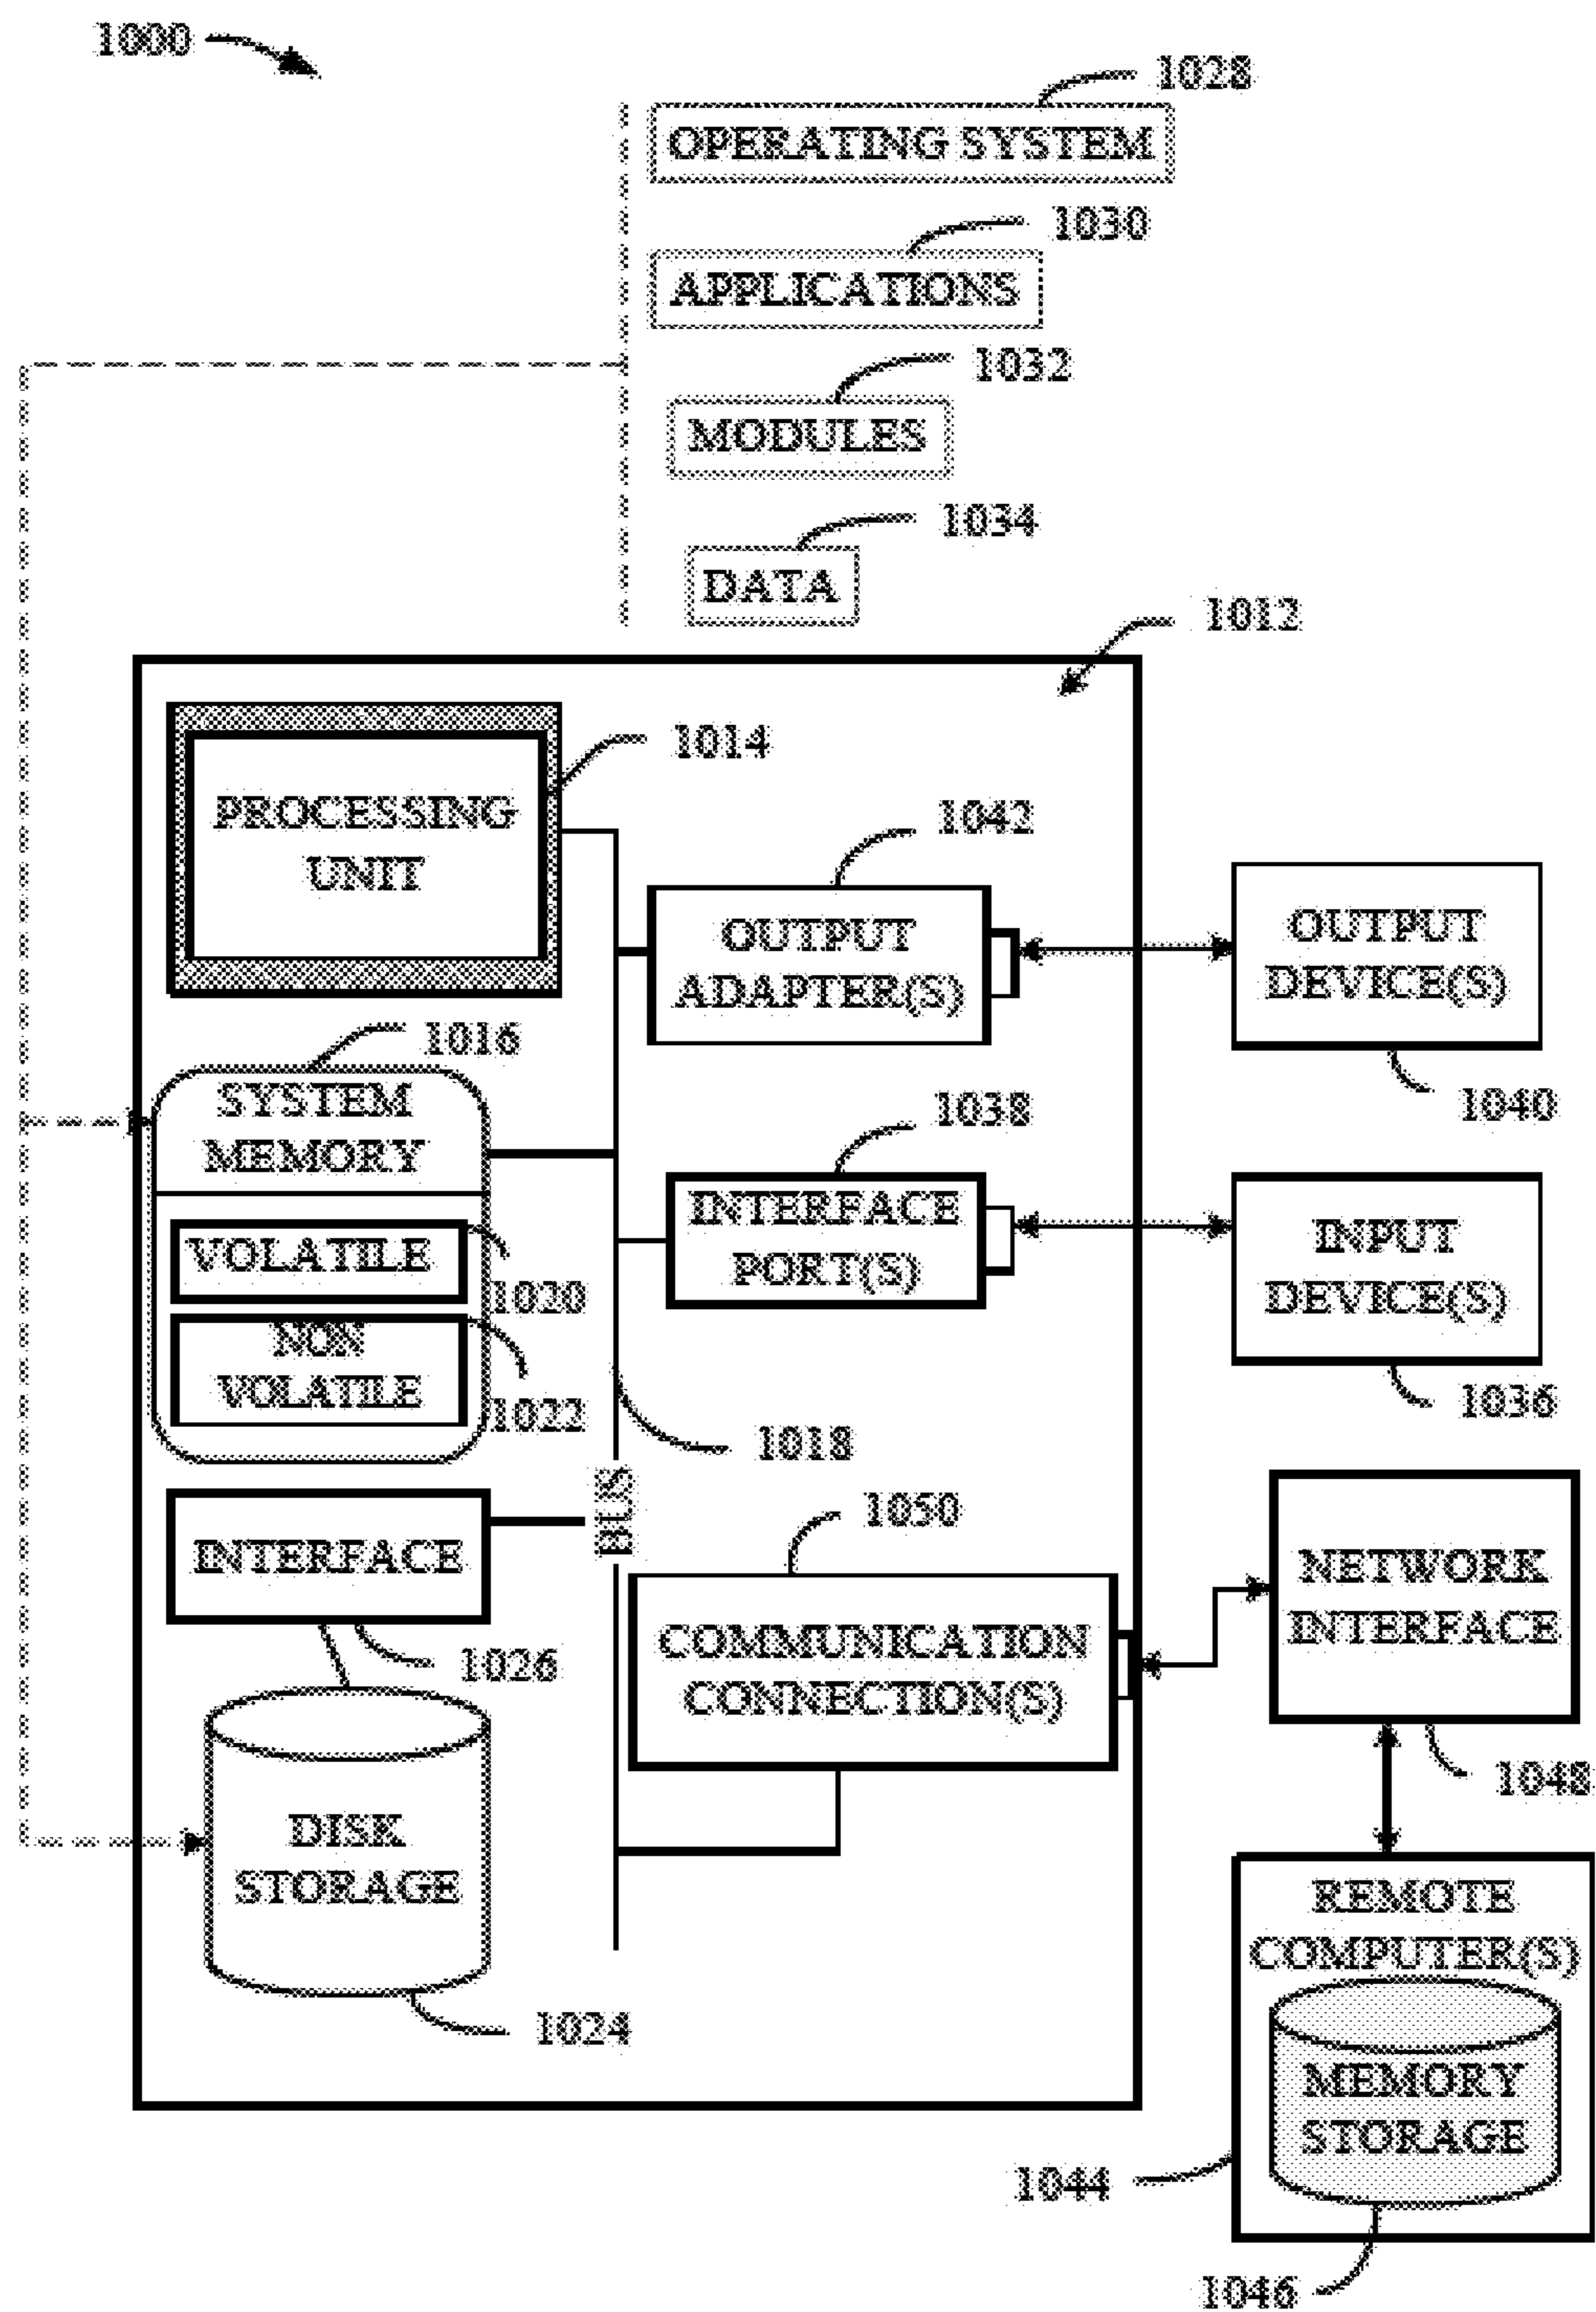 1000
1028
OPERATING SYSTEM
1030
APPLICATIONS
1032
MODULES
1034
DATA
1012
1014
PROCESSING
UNIT
1042
OUTPUT
ADAPTER(S)
OUTPUT
DEVICE(S)
1040
1016
SYSTEM
MEMORY
1038
INTERFACE
PORT(S)
INPUT
DEVICE(S)
1036
VOLATILE
1020
NON
VOLATILE
1022
1018
BUS
INTERFACE
1026
1050
COMMUNICATION
CONNECTION(S)
NETWORK
INTERFACE
1048
DISK
STORAGE
1024
REMOTE
COMPUTER(S)
MEMORY
STORAGE
1044
1046